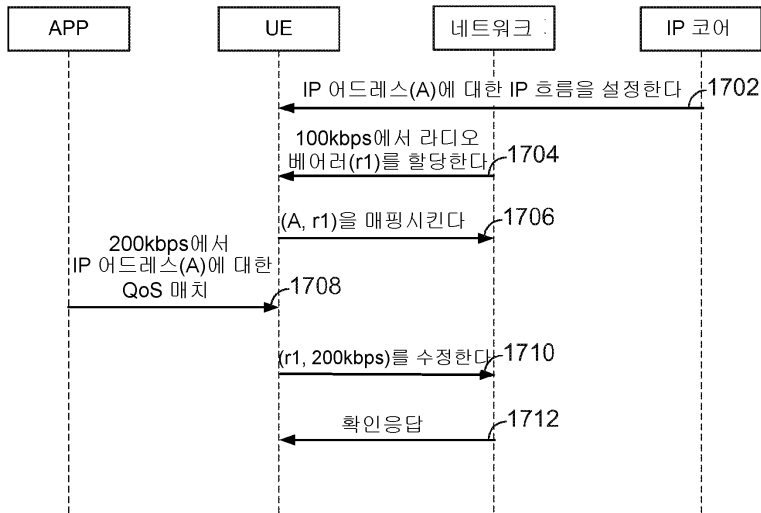 APP
UE
네트워크
IP 코어
IP 어드레스(A)에 대한 IP 흐름을 설정한다
1702
100kbps에서 라디오
베어러(r1)를 할당한다
1704
(A, r1)을 매핑시킨다
1706
200kbps에서
IP 어드레스(A)에 대한
QoS 매치
1708
(r1, 200kbps)를 수정한다
1710
확인응답
1712